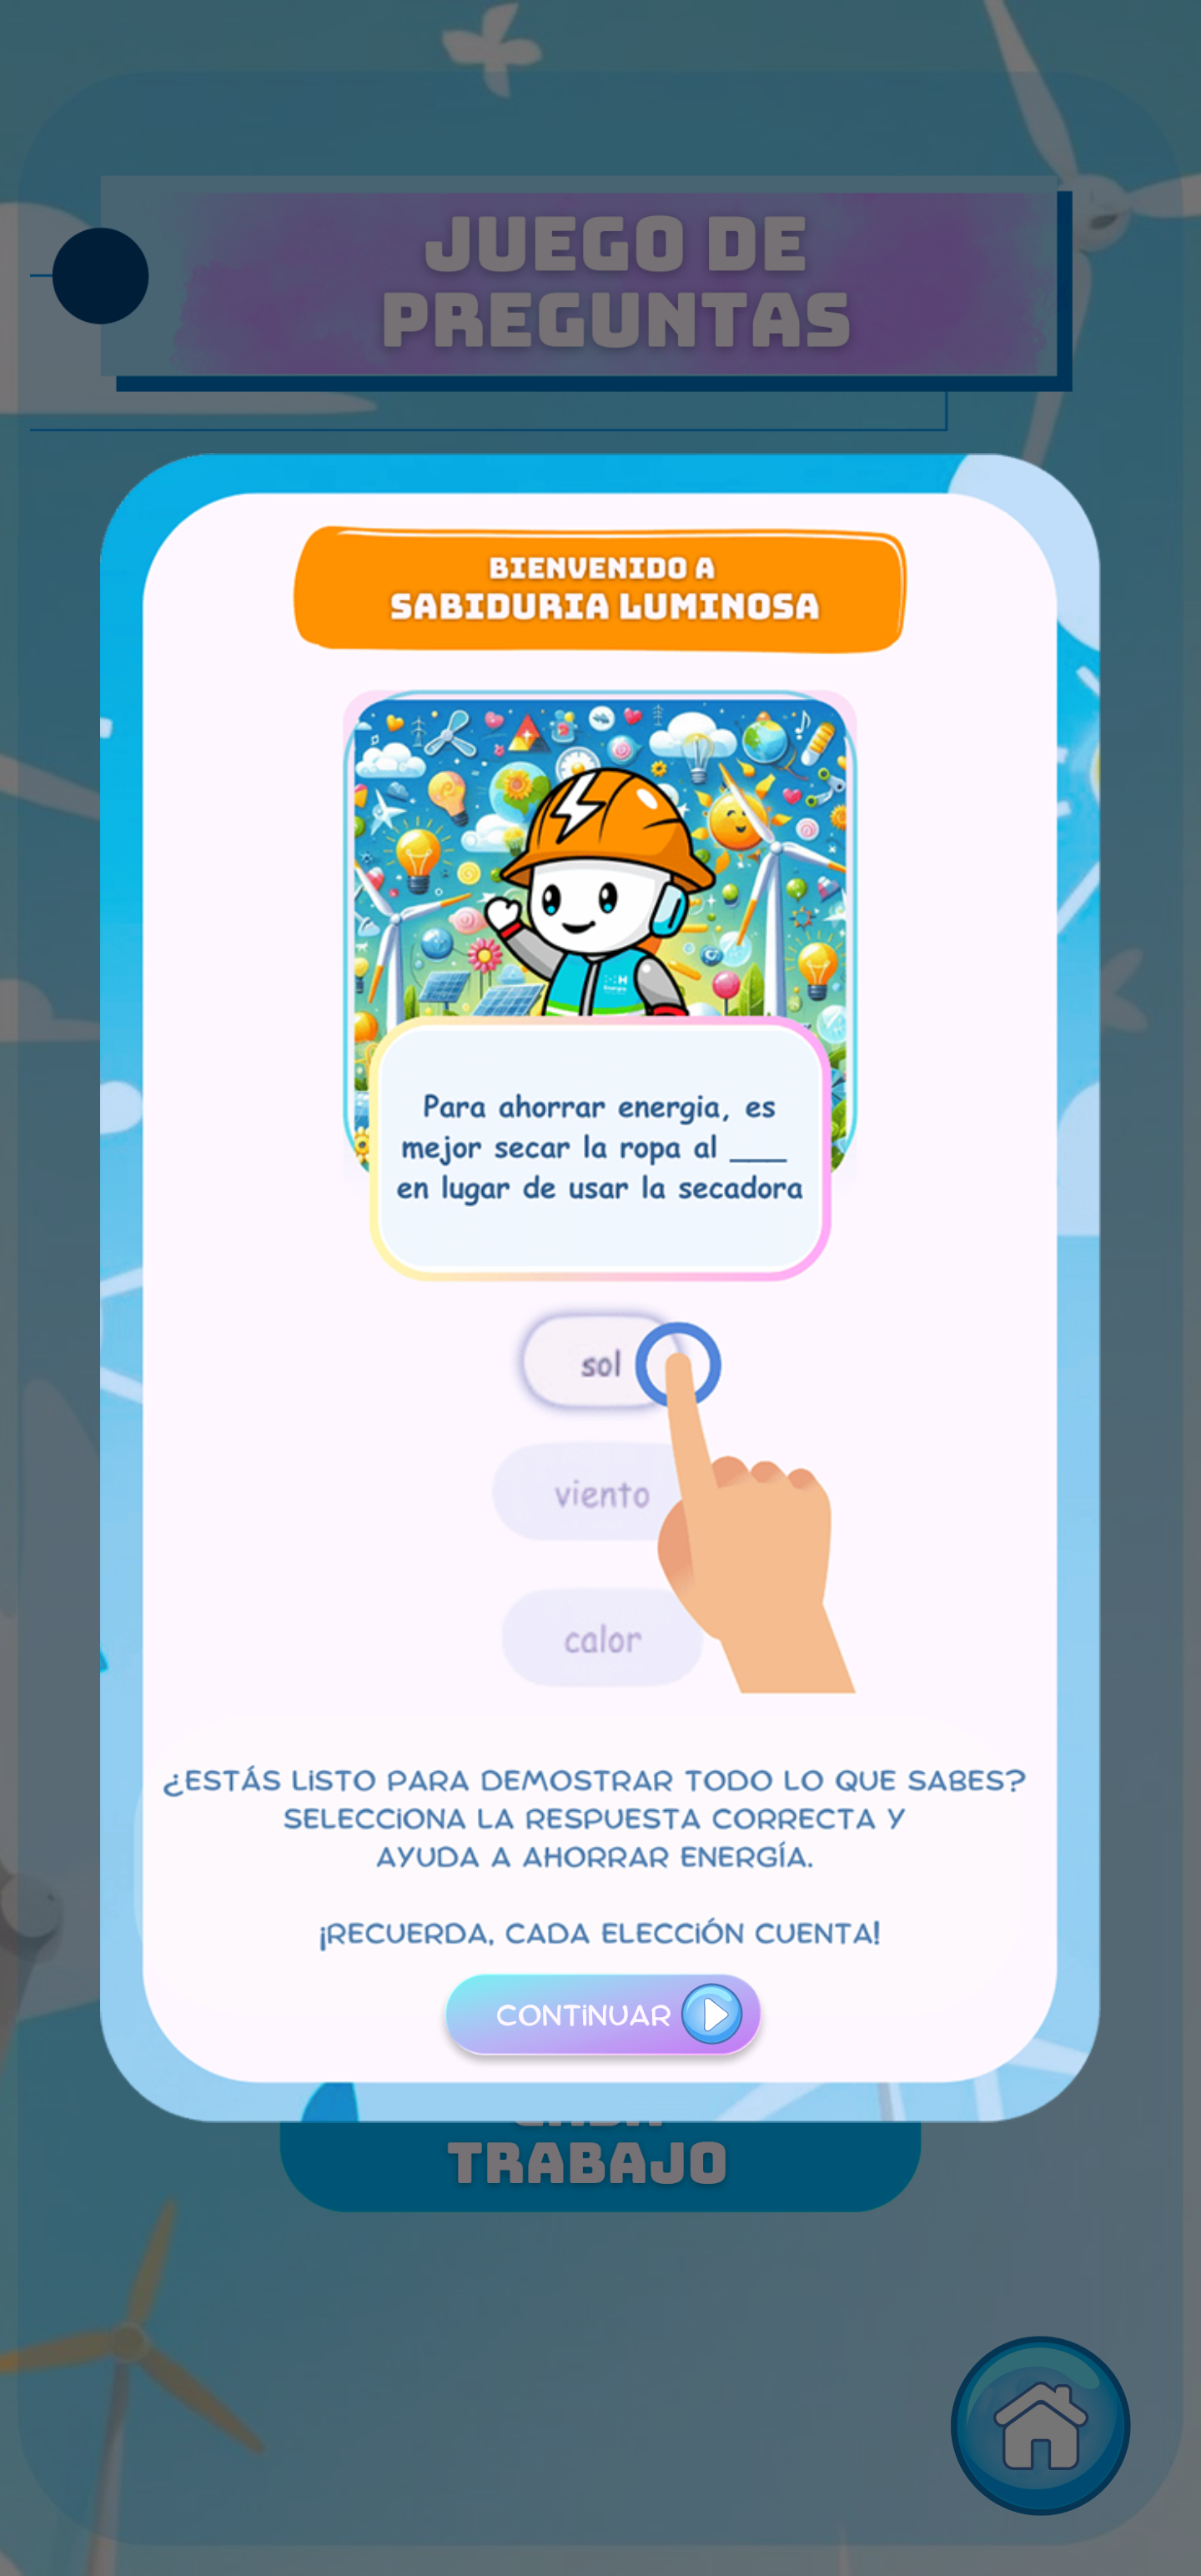 JUEGO DE
PREGUNTAS
BIENVENIDO A
SABIDURIA LUMINOSA
Para ahorrar energia, es
mejor secar la ropa al ___
en lugar de usar la secadora
sol
viento
calor
¿ESTÁS LISTO PARA DEMOSTRAR TODO LO QUE SABES?
SELECCIONA LA RESPUESTA CORRECTA Y
AYUDA A AHORRAR ENERGÍA.
¡RECUERDA, CADA ELECCIÓN CUENTA!
CONTINUAR
TRABAJO